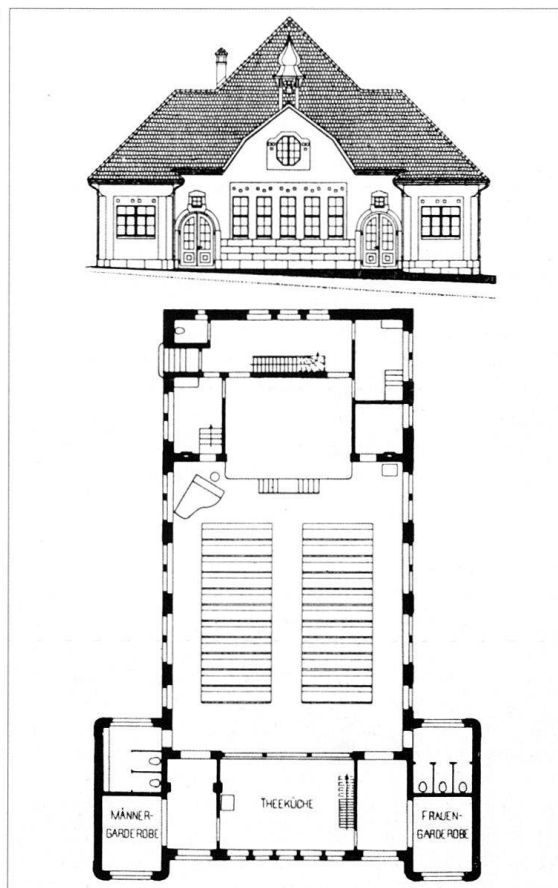 THEEKÜCHE
MÄNNER-
GARDEROBE
FRAUEN-
GARDEROBE